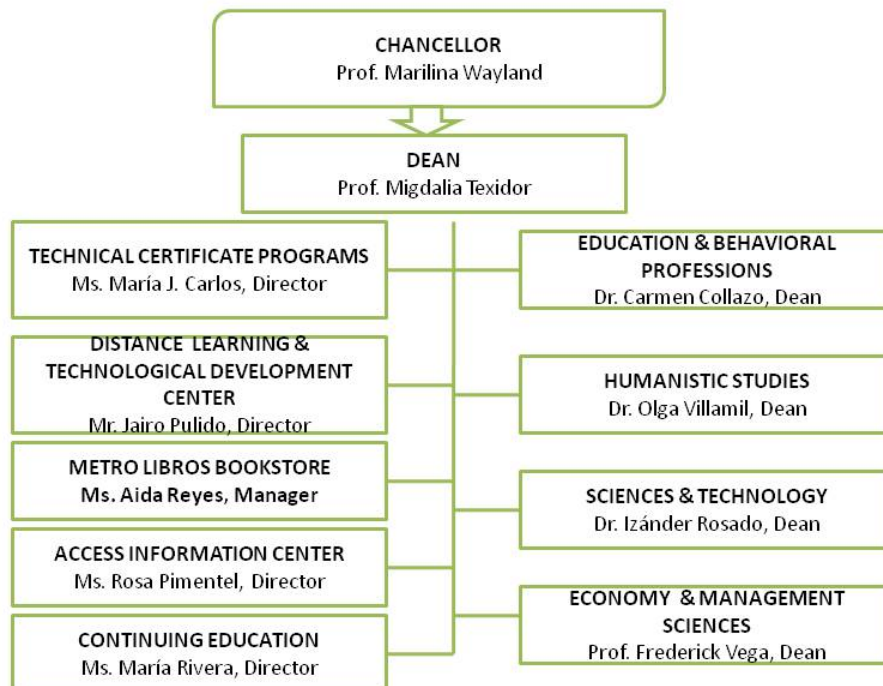 CHANCELLOR
Prof. Marilina Wayland
DEAN
Prof. Migdalia Texidor
TECHNICAL CERTIFICATE PROGRAMS
Ms. María J. Carlos, Director
DISTANCE LEARNING &
TECHNOLOGICAL DEVELOPMENT
CENTER
Mr. Jairo Pulido, Director
METRO LIBROS BOOKSTORE
Ms. Aida Reyes, Manager
ACCESS INFORMATION CENTER
Ms. Rosa Pimentel, Director
CONTINUING EDUCATION
Ms. María Rivera, Director
EDUCATION & BEHAVIORAL
PROFESSIONS
Dr. Carmen Collazo, Dean
HUMANISTIC STUDIES
Dr. Olga Villamil, Dean
SCIENCES & TECHNOLOGY
Dr. Izánder Rosado, Dean
ECONOMY & MANAGEMENT
SCIENCES
Prof. Frederick Vega, Dean